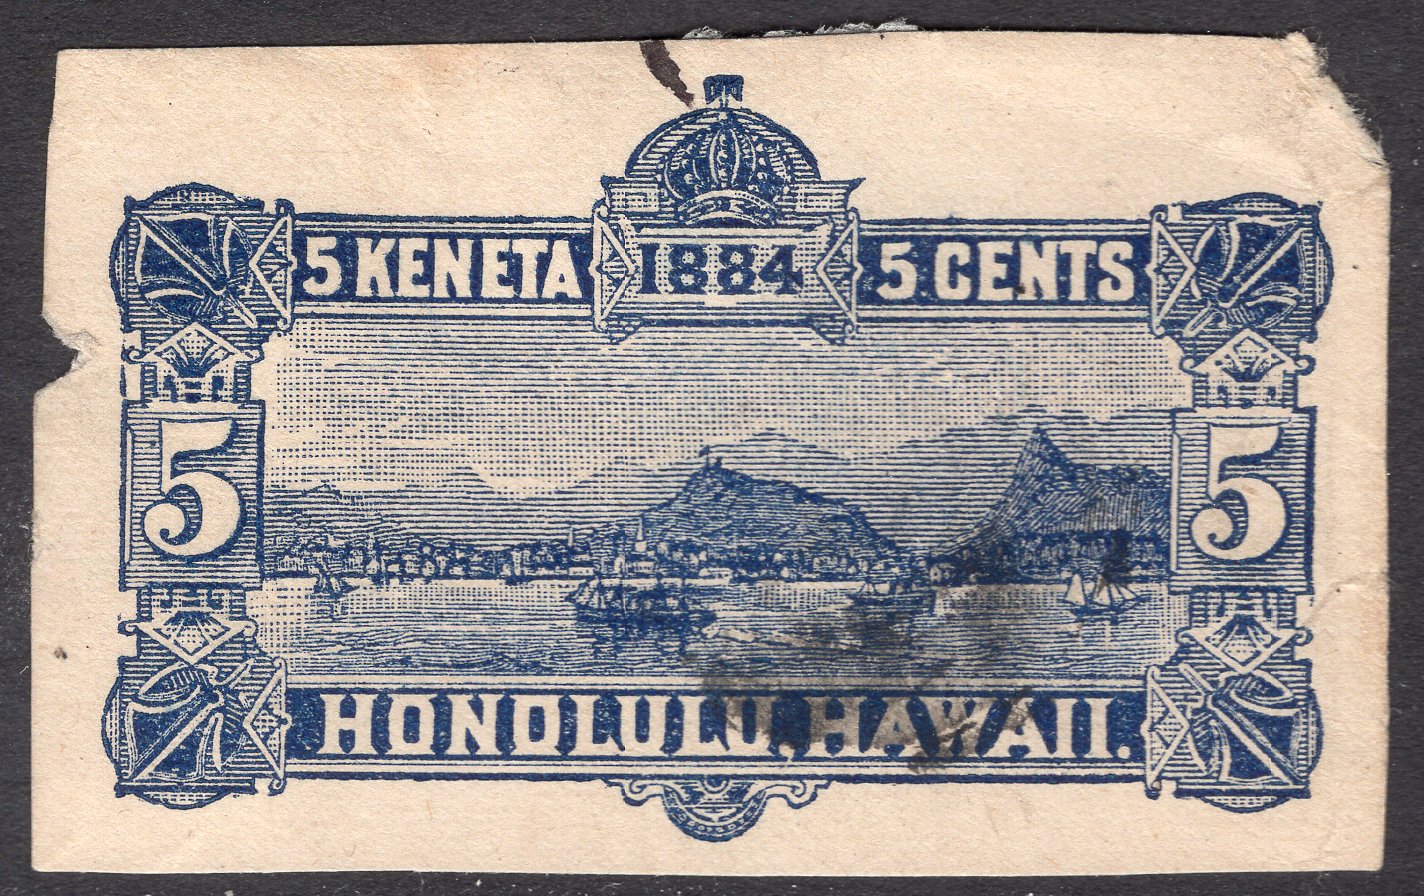 5 KENETA 1884 5 CENTS
5 5
HONOLULU. HAWAII.